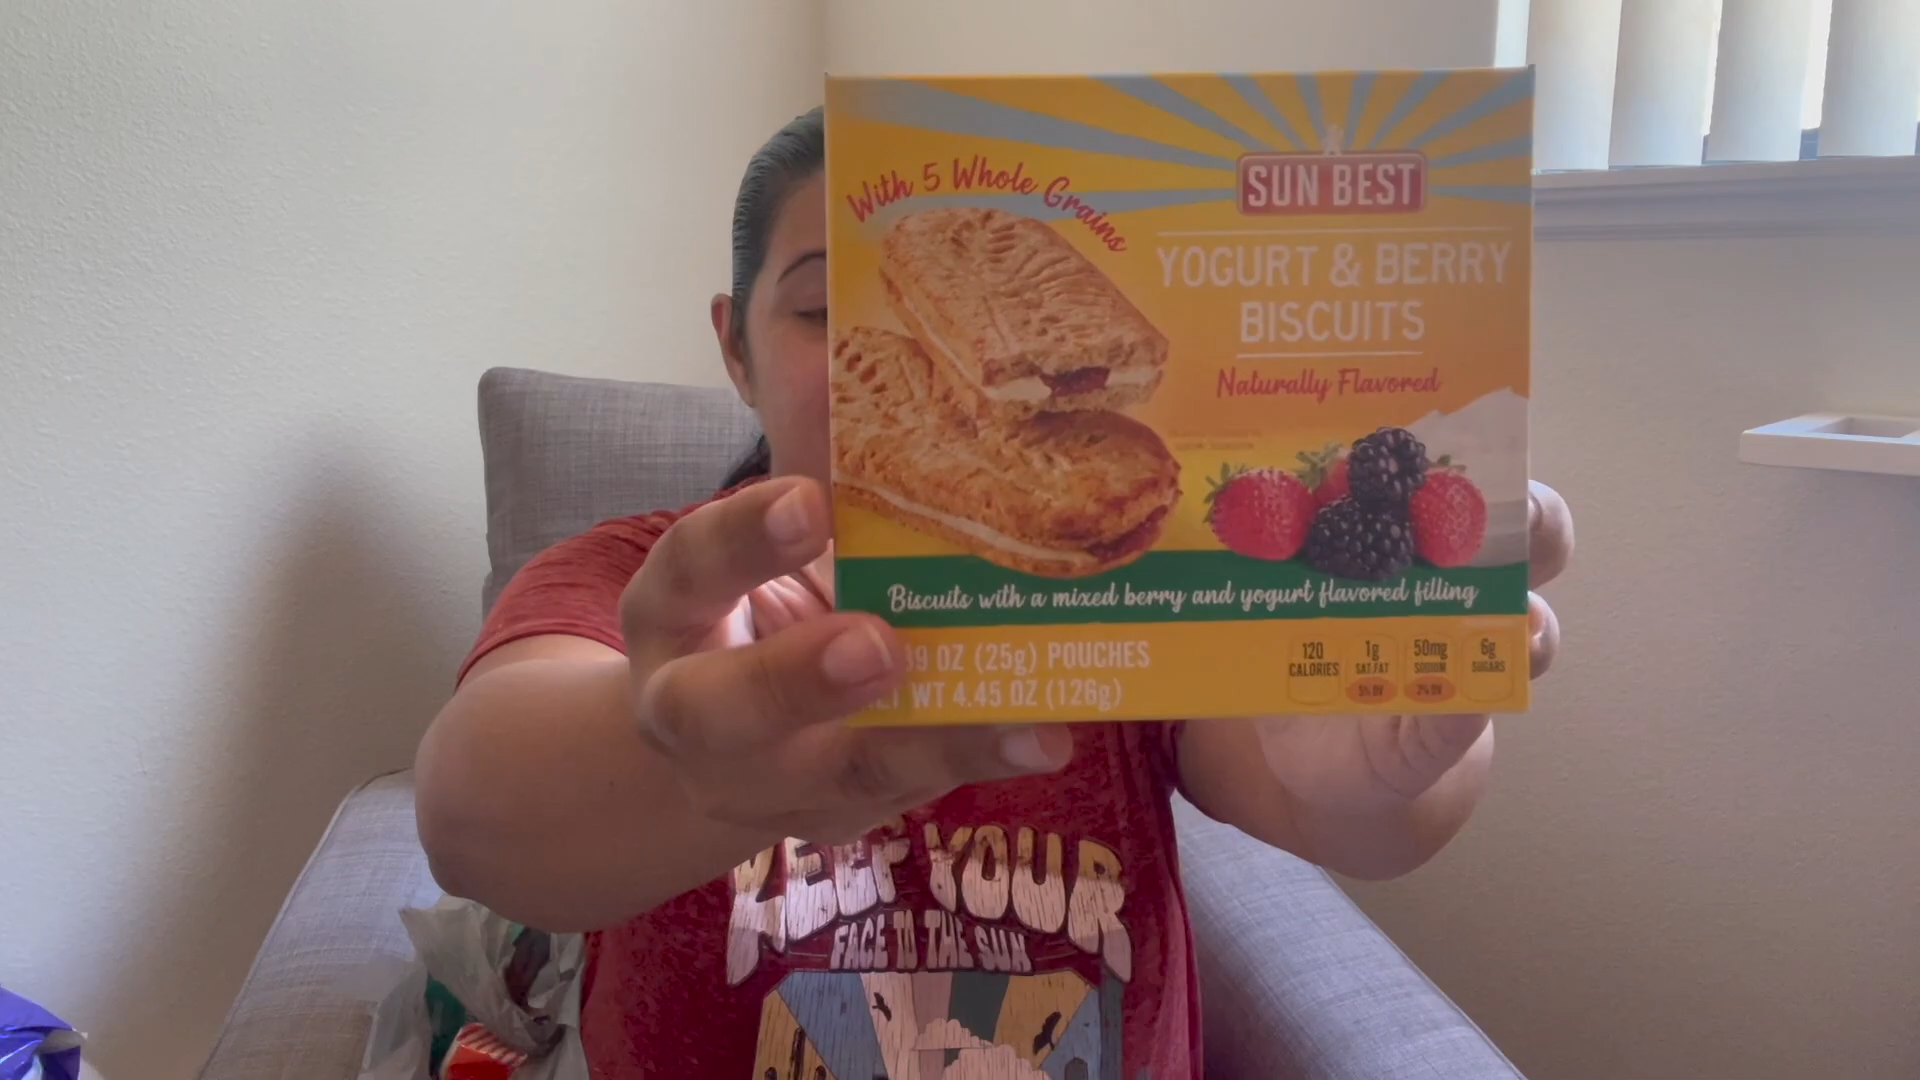 With 5 Whole Grains
SUN BEST
YOGURT & BERRY
BISCUITS
Naturally Flavored
Biscuits with a mixed berry and yogurt flavored filling
OZ (25g) POUCHES
WT 4.45 OZ (126g)
120 CALORIES
1g SAT.FAT 5% DV
50mg SODIUM 2% DV
6g SUGARS
KEEP YOUR
FACE TO THE SUN